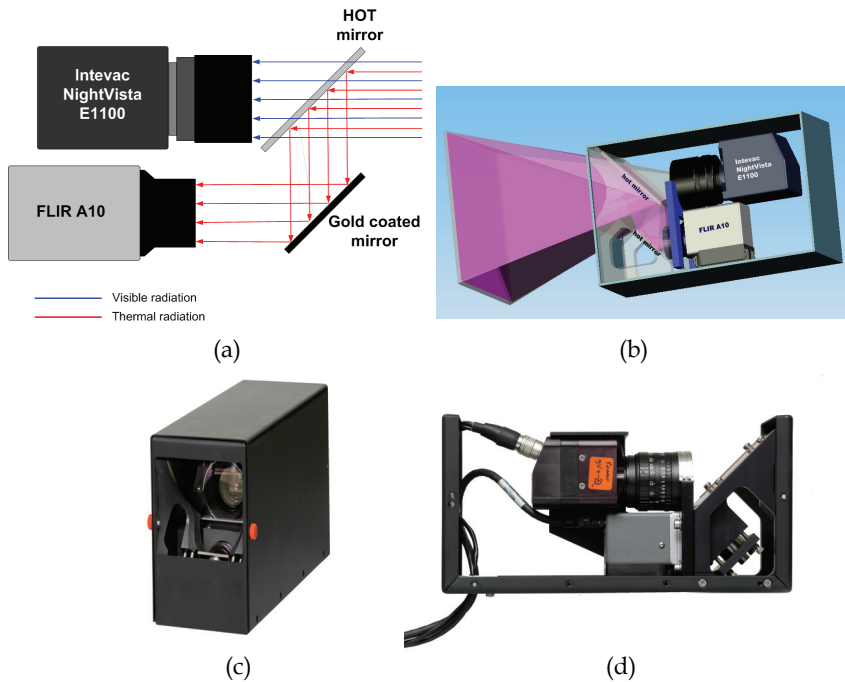 HOT
mirror
Intevac
NightVista
E1100
FLIR A10
Gold coated
mirror
Visible radiation
Thermal radiation
(a)
hot mirror
hot mirror
Intevac
NightVista
E1100
FLIR A10
(b)
(c)
(d)